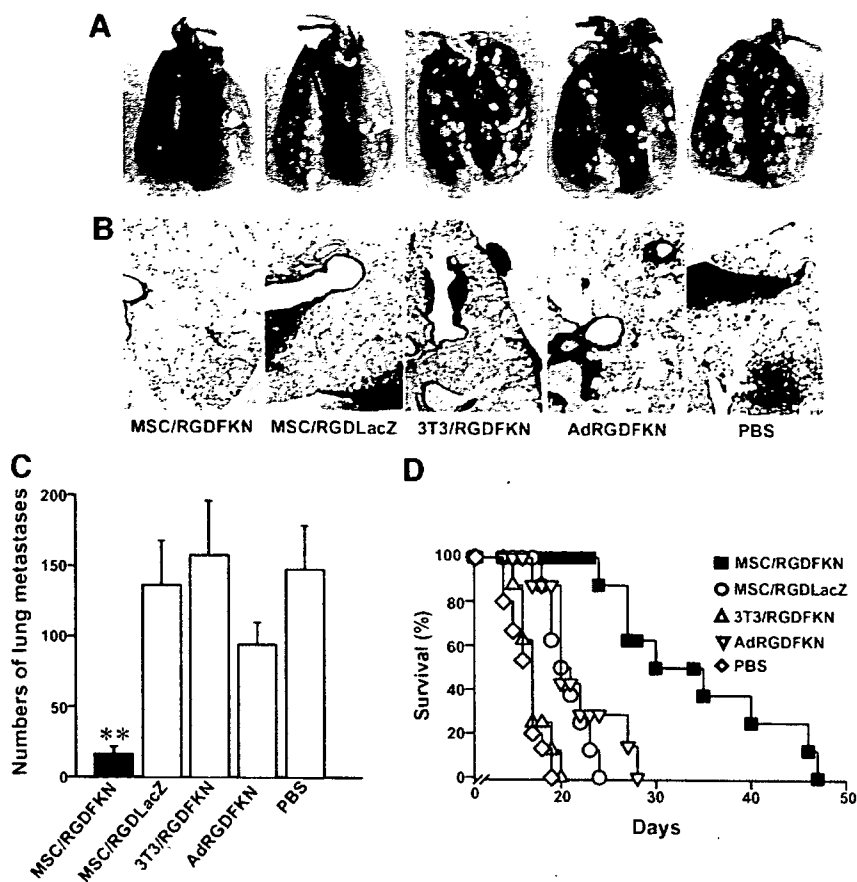 A
B
MSC/RGDFKN MSC/RGDLacZ 3T3/RGDFKN AdRGDFKN PBS
C
Numbers of lung metastases
200
150
100
50
0
**
MSC/RGDFKN
MSC/RGDLacZ
3T3/RGDFKN
AdRGDFKN
PBS
D
Survival (%)
100
80
60
40
20
0
MSC/RGDFKN
MSC/RGDLacZ
3T3/RGDFKN
AdRGDFKN
PBS
0 20 30 40 50
Days